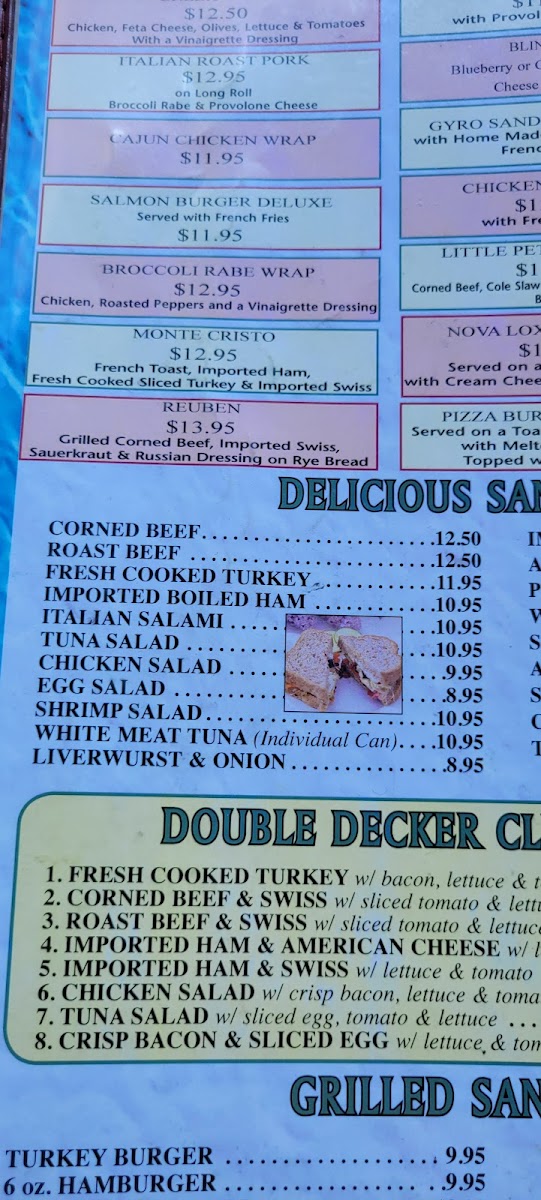 $12.50
Chicken, Feta Cheese, Olives, Lettuce & Tomatoes
With a Vinaigrette Dressing
ITALIAN ROAST PORK
$12.95
on Long Roll
Broccoli Rabe & Provolone Cheese
CAJUN CHICKEN WRAP
$11.95
SALMON BURGER DELUXE
Served with French Fries
$11.95
BROCCOLI RABE WRAP
$12.95
Chicken, Roasted Peppers and a Vinaigrette Dressing
MONTE CRISTO
$12.95
French Toast, Imported Ham,
Fresh Cooked Sliced Turkey & Imported Swiss
REUBEN
$13.95
Grilled Corned Beef, Imported Swiss,
Sauerkraut & Russian Dressing on Rye Bread
with Provol
BLIN
Blueberry or C
Cheese
GYRO SAND
with Home Mad
Frenc
CHICKEN
$1
with Fre
LITTLE PET
$1
Corned Beef, Cole Slaw
B
NOVA LOX
$1
Served on a
with Cream Chee
PIZZA BUR
Served on a Toa
with Melt
Topped w
DELICIOUS SAN
CORNED BEEF..........................12.50
ROAST BEEF ..........................12.50
FRESH COOKED TURKEY .............11.95
IMPORTED BOILED HAM .............10.95
ITALIAN SALAMI .....10.95
TUNA SALAD .....10.95
CHICKEN SALAD .....9.95
EGG SALAD .....8.95
SHRIMP SALAD..........................10.95
WHITE MEAT TUNA (Individual Can)....10.95
LIVERWURST & ONION .................8.95
DOUBLE DECKER CL
1. FRESH COOKED TURKEY w/ bacon, lettuce & t
2. CORNED BEEF & SWISS w/ sliced tomato & lettu
3. ROAST BEEF & SWISS w/ sliced tomato & lettuce
4. IMPORTED HAM & AMERICAN CHEESE w/ l
5. IMPORTED HAM & SWISS w/ lettuce & tomato
6. CHICKEN SALAD w/ crisp bacon, lettuce & toma
7. TUNA SALAD w/ sliced egg, tomato & lettuce ...
8. CRISP BACON & SLICED EGG w/ lettuce & tom
GRILLED SAN
TURKEY BURGER ....................... 9.95
6 oz. HAMBURGER ......................9.95